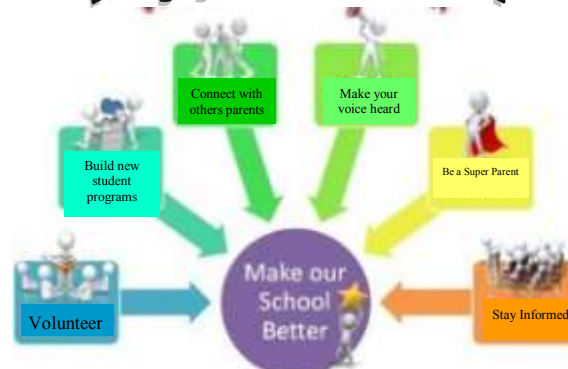 Connect with
others parents
Make your
voice heard
Build new
student
programs
Be a Super Parent
Make our
School
Better
Volunteer
Stay Informed